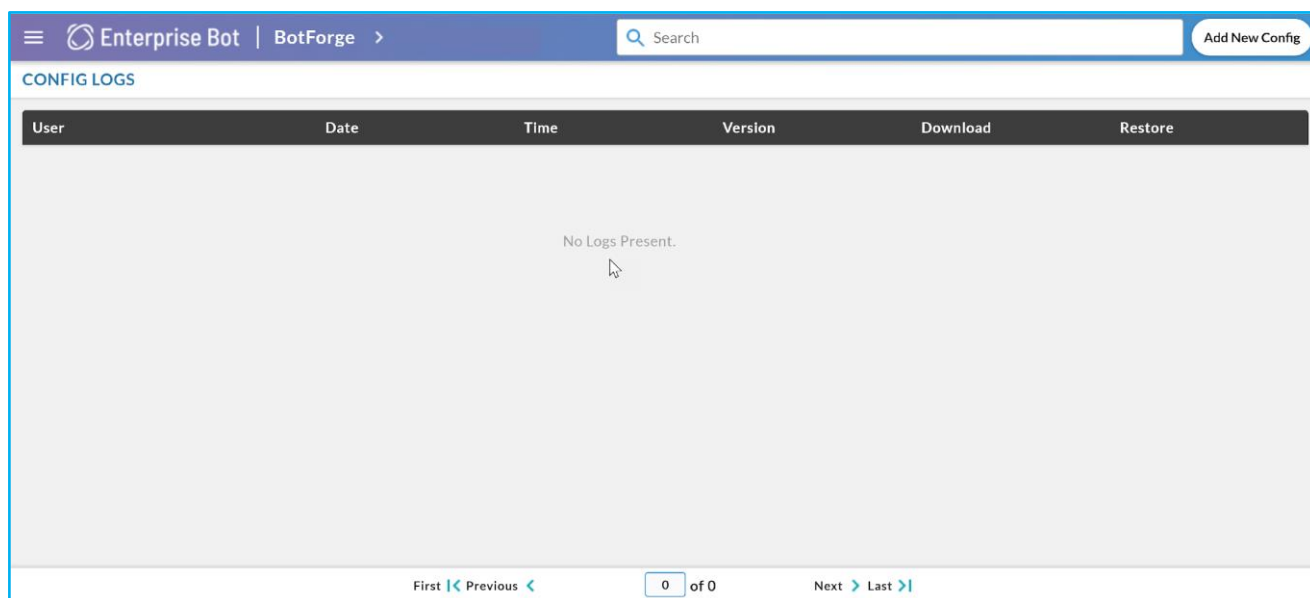 Enterprise Bot | BotForge > Search Add New Config
CONFIG LOGS
User Date Time Version Download Restore
No Logs Present.
First Previous 0 of 0 Next Last